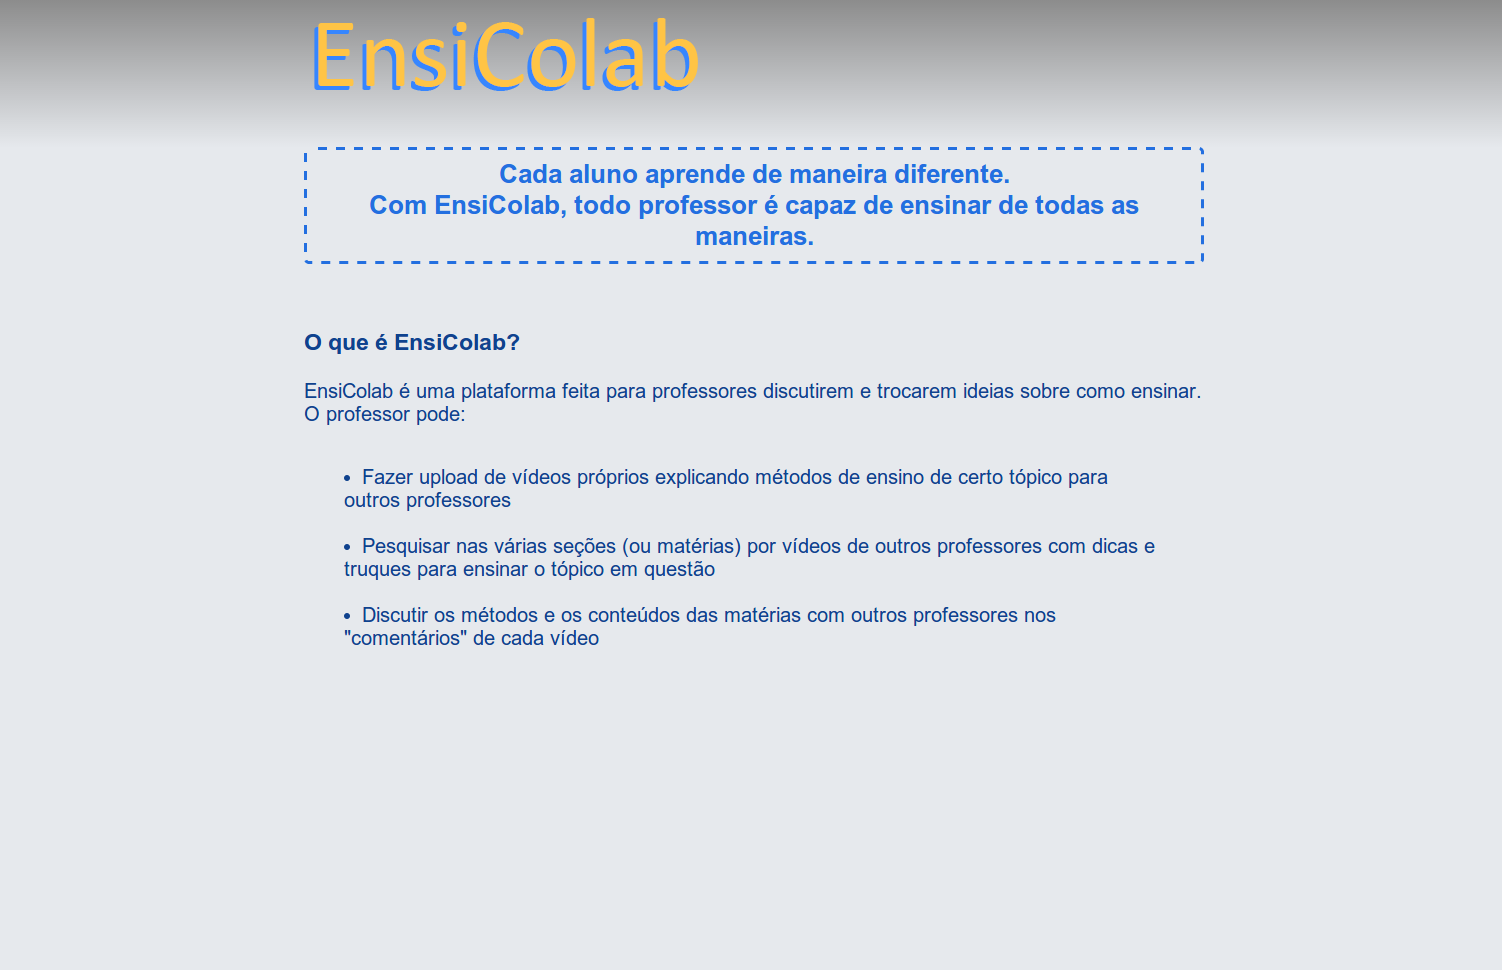 EnsiColab
Cada aluno aprende de maneira diferente.
Com EnsiColab, todo professor é capaz de ensinar de todas as
maneiras.
O que é EnsiColab?
EnsiColab é uma plataforma feita para professores discutirem e trocarem ideias sobre como ensinar.
O professor pode:
• Fazer upload de vídeos próprios explicando métodos de ensino de certo tópico para
outros professores
• Pesquisar nas várias seções (ou matérias) por vídeos de outros professores com dicas e
truques para ensinar o tópico em questão
• Discutir os métodos e os conteúdos das matérias com outros professores nos
"comentários" de cada vídeo